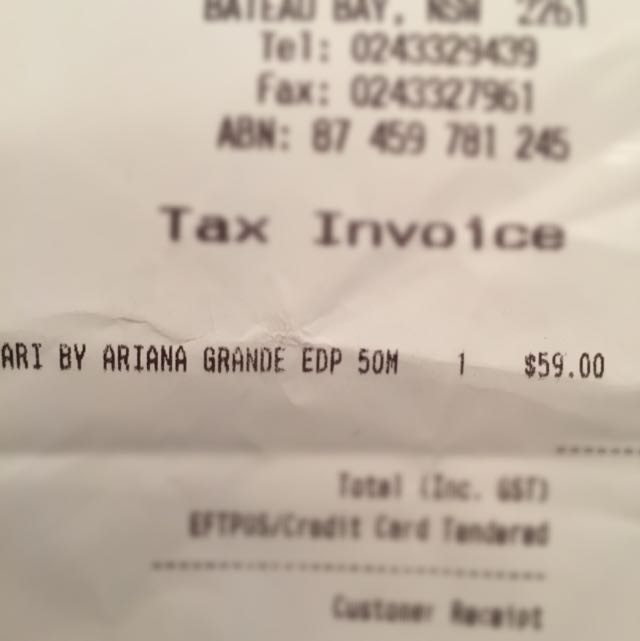 BATEAU BAY, NSW 2261
Tel: 0243329439
Fax: 0243327961
ABN: 87 459 781 245
Tax Invoice
ARI BY ARIANA GRANDE EDP 50M 1 $59.00
Total (Inc. GST)
EFTPOS/Credit Card Tendered
Customer Receipt